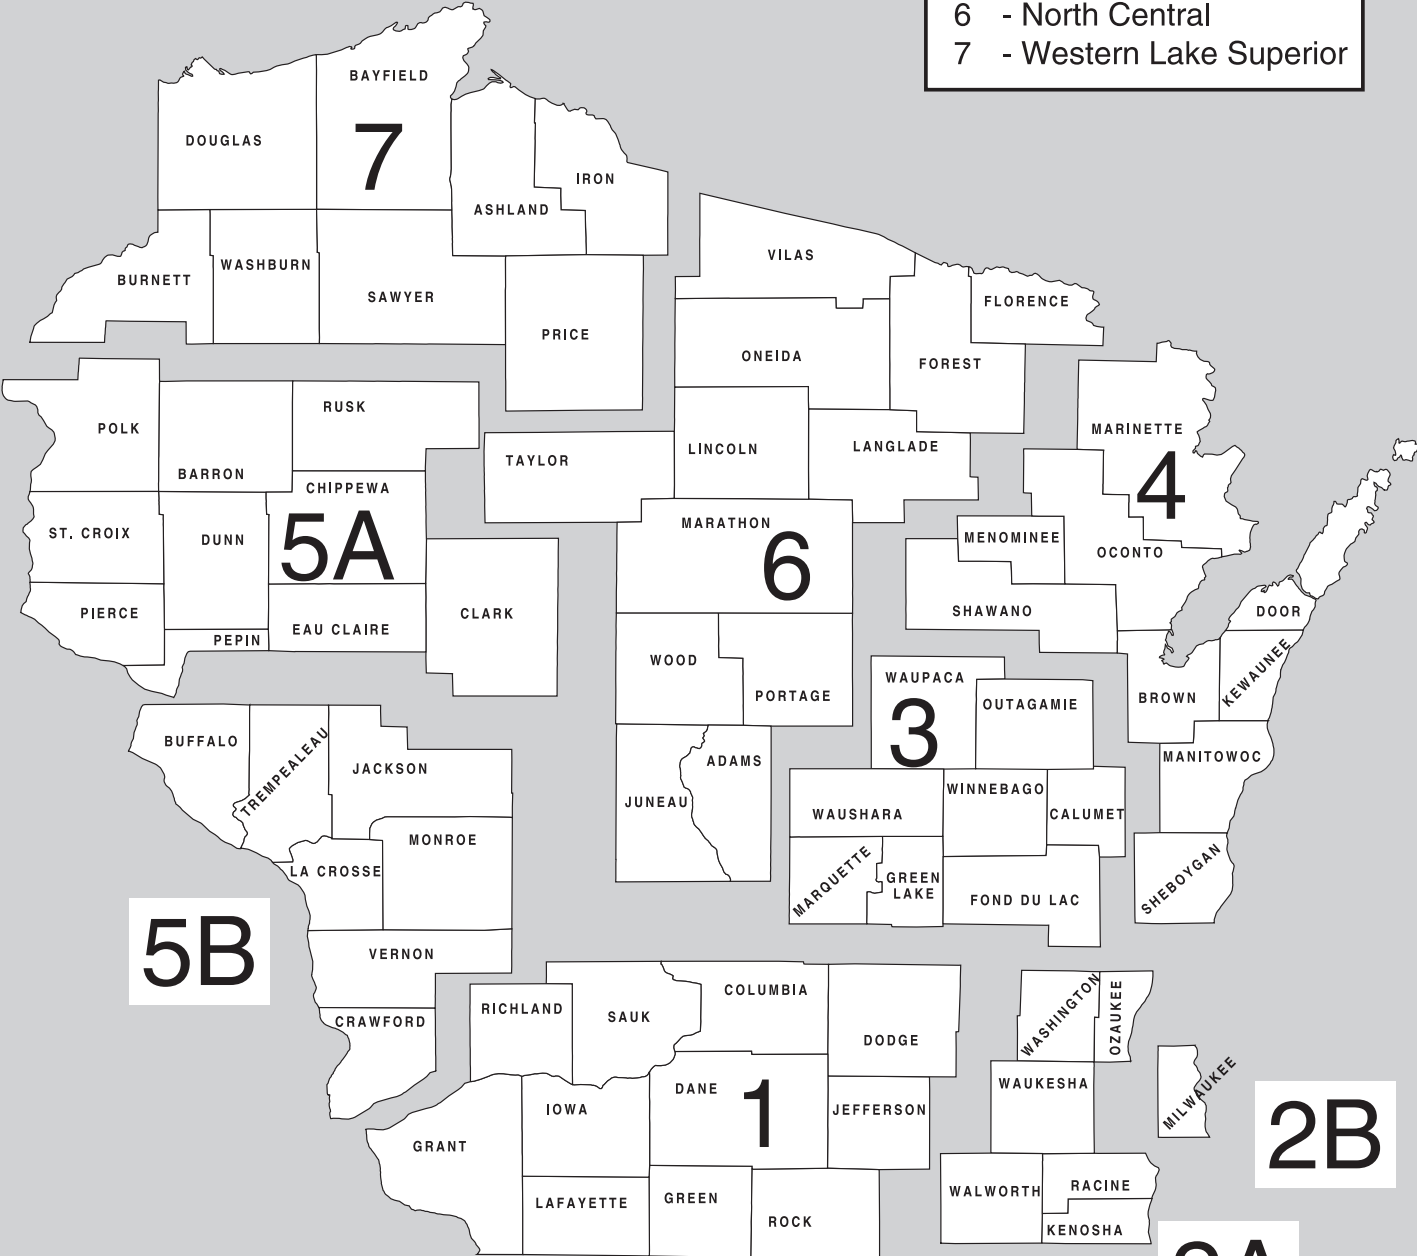 6 - North Central
7 - Western Lake Superior
BAYFIELD
7
DOUGLAS
IRON
ASHLAND
VILAS
WASHBURN
BURNETT
SAWYER
FLORENCE
PRICE
ONEIDA
FOREST
RUSK
POLK
MARINETTE
4
LANGLADE
LINCOLN
TAYLOR
BARRON
CHIPPEWA
5A
MARATHON
6
ST. CROIX
DUNN
MENOMINEE
OCONTO
PIERCE
CLARK
SHAWANO
DOOR
EAU CLAIRE
PEPIN
WOOD
KEWAUNEE
WAUPACA
3
PORTAGE
BROWN
OUTAGAMIE
BUFFALO
TREMPEALEAU
JACKSON
ADAMS
MANITOWOC
WINNEBAGO
JUNEAU
WAUSHARA
CALUMET
MONROE
LA CROSSE
MARQUETTE
GREEN
LAKE
SHEBOYGAN
FOND DU LAC
5B
VERNON
COLUMBIA
RICHLAND
SAUK
WASHINGTON
OZAUKEE
CRAWFORD
DODGE
DANE
1
WAUKESHA
MILWAUKEE
2B
IOWA
JEFFERSON
GRANT
WALWORTH
RACINE
LAFAYETTE
GREEN
ROCK
KENOSHA